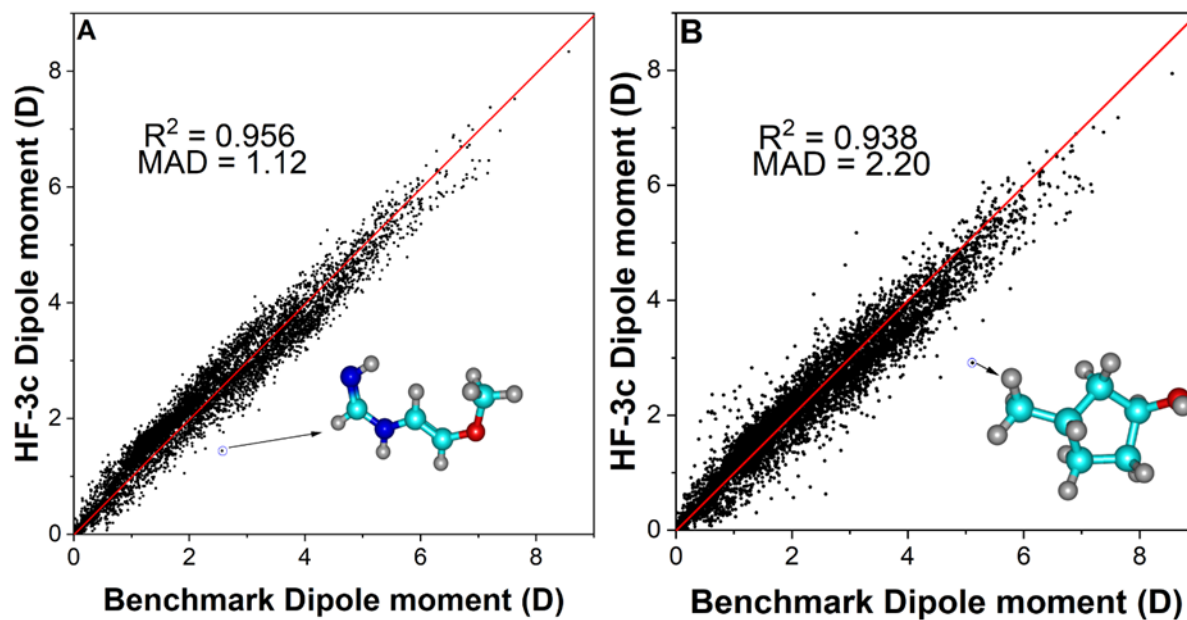 A
R² = 0.956
MAD = 1.12
HF-3c Dipole moment (D)
8
6
4
2
0
0 2 4 6 8
Benchmark Dipole moment (D)
B
R² = 0.938
MAD = 2.20
HF-3c Dipole moment (D)
8
6
4
2
0
0 2 4 6 8
Benchmark Dipole moment (D)